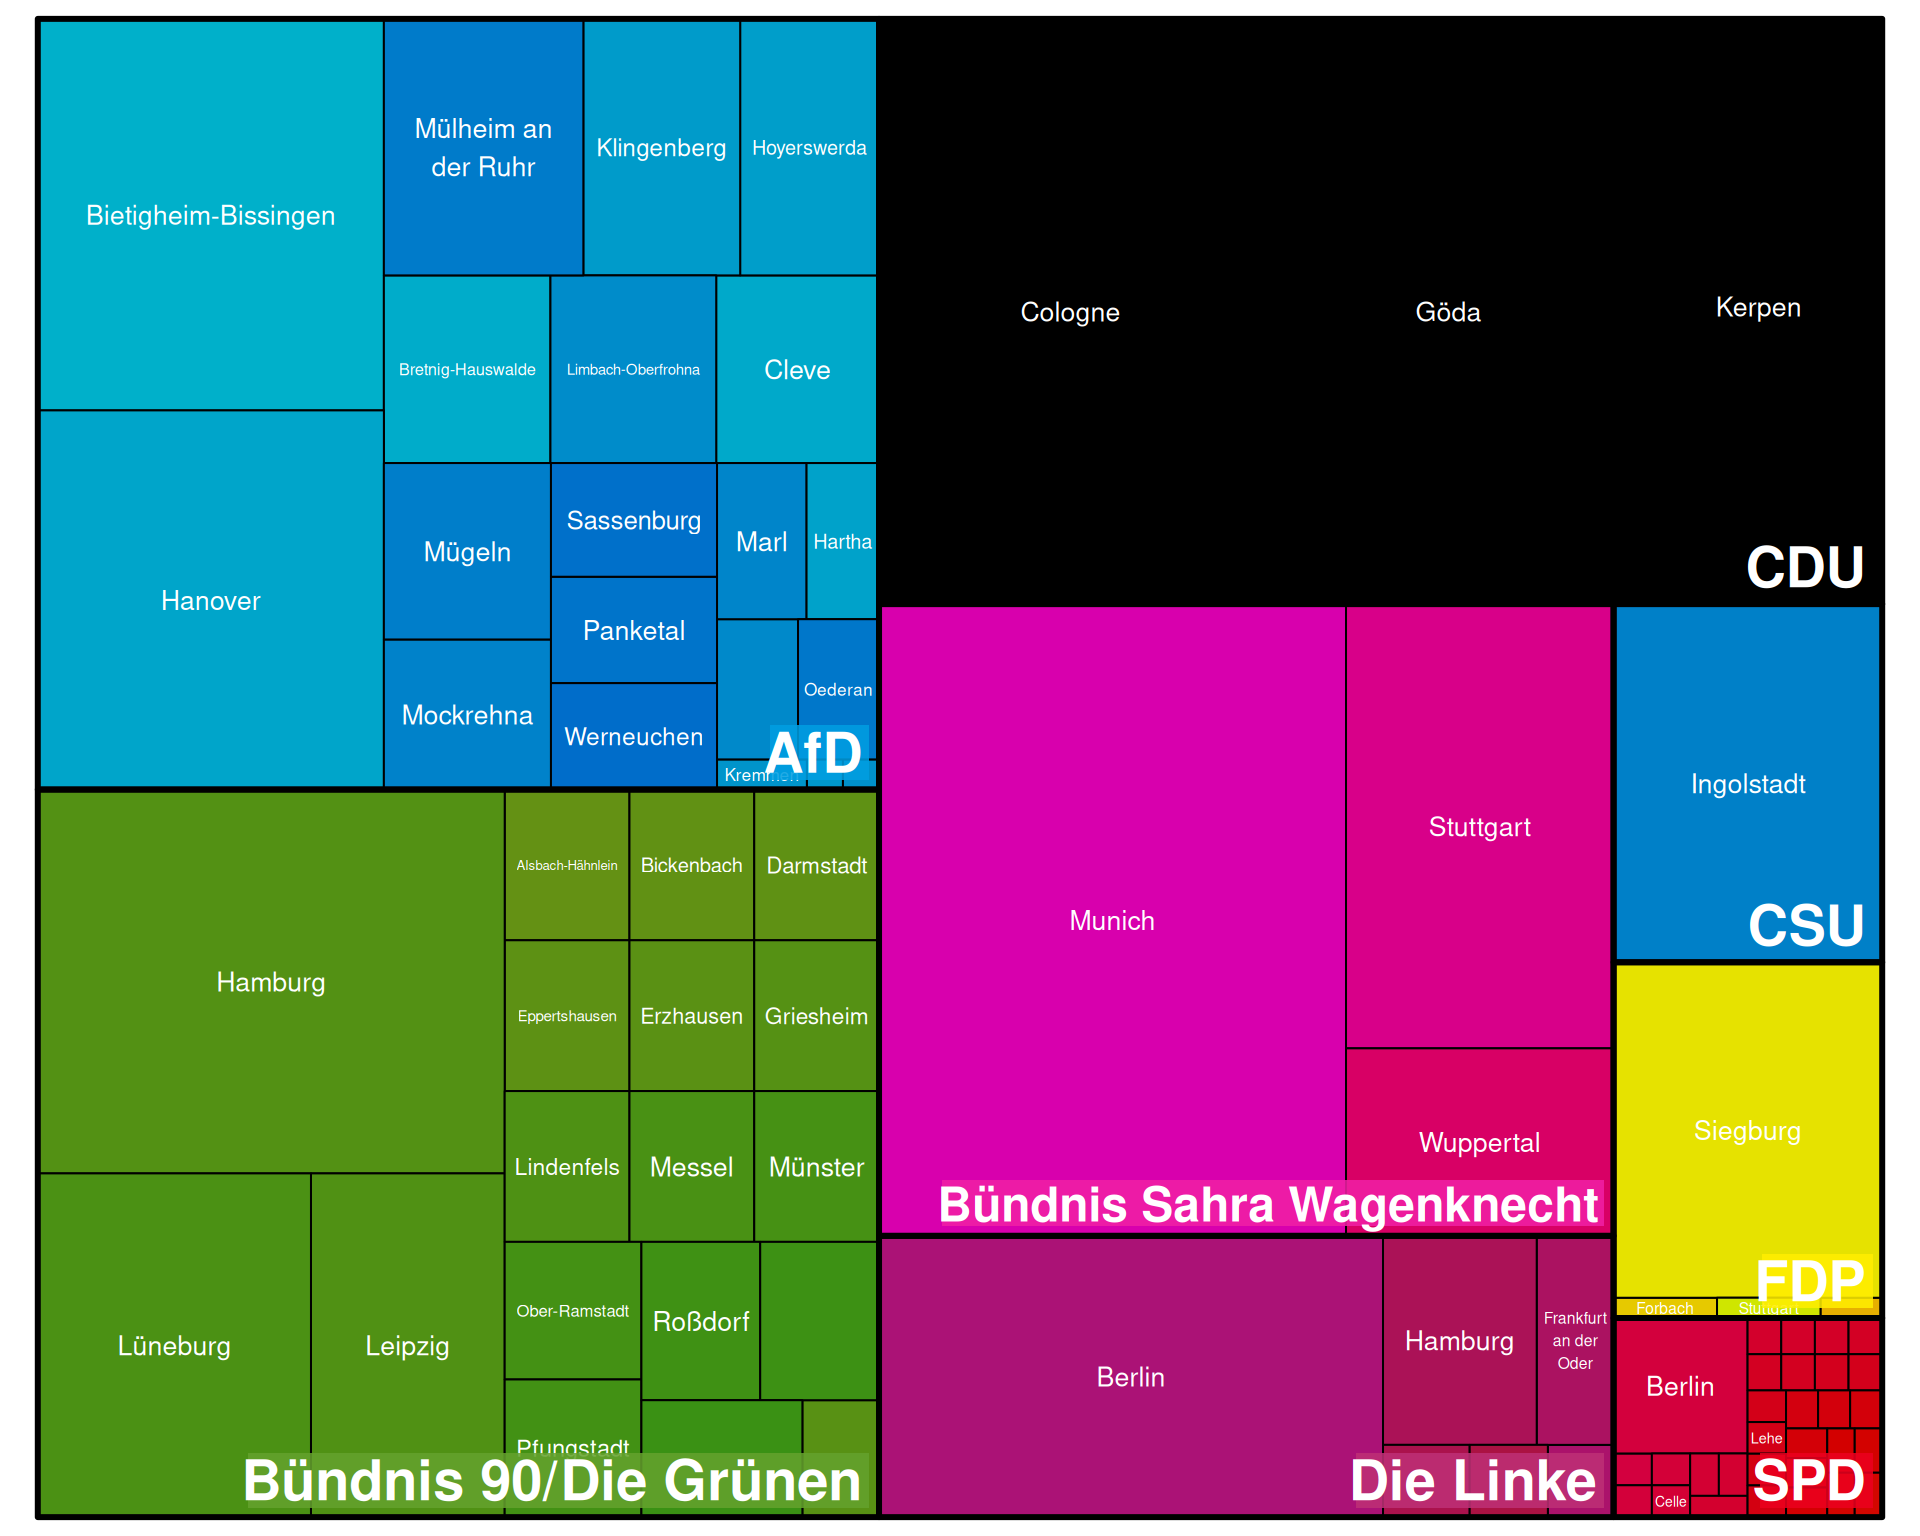 Bietigheim-Bissingen
Mülheim an
der Ruhr
Klingenberg
Hoyerswerda
Bretnig-Hauswalde
Limbach-Oberfrohna
Cleve
Hanover
Mügeln
Sassenburg
Marl
Hartha
Panketal
Mockrehna
Werneuchen
Oederan
Kremmen
AfD
Cologne
Göda
Kerpen
CDU
Hamburg
Alsbach-Hähnlein
Bickenbach
Darmstadt
Eppertshausen
Erzhausen
Griesheim
Lindenfels
Messel
Münster
Lüneburg
Leipzig
Ober-Ramstadt
Roßdorf
Pfungstadt
Bündnis 90/Die Grünen
Munich
Stuttgart
Wuppertal
Bündnis Sahra Wagenknecht
Ingolstadt
CSU
Siegburg
FDP
Forbach
Stuttgart
Berlin
Hamburg
Frankfurt
an der
Oder
Die Linke
Berlin
Lehe
Celle
SPD